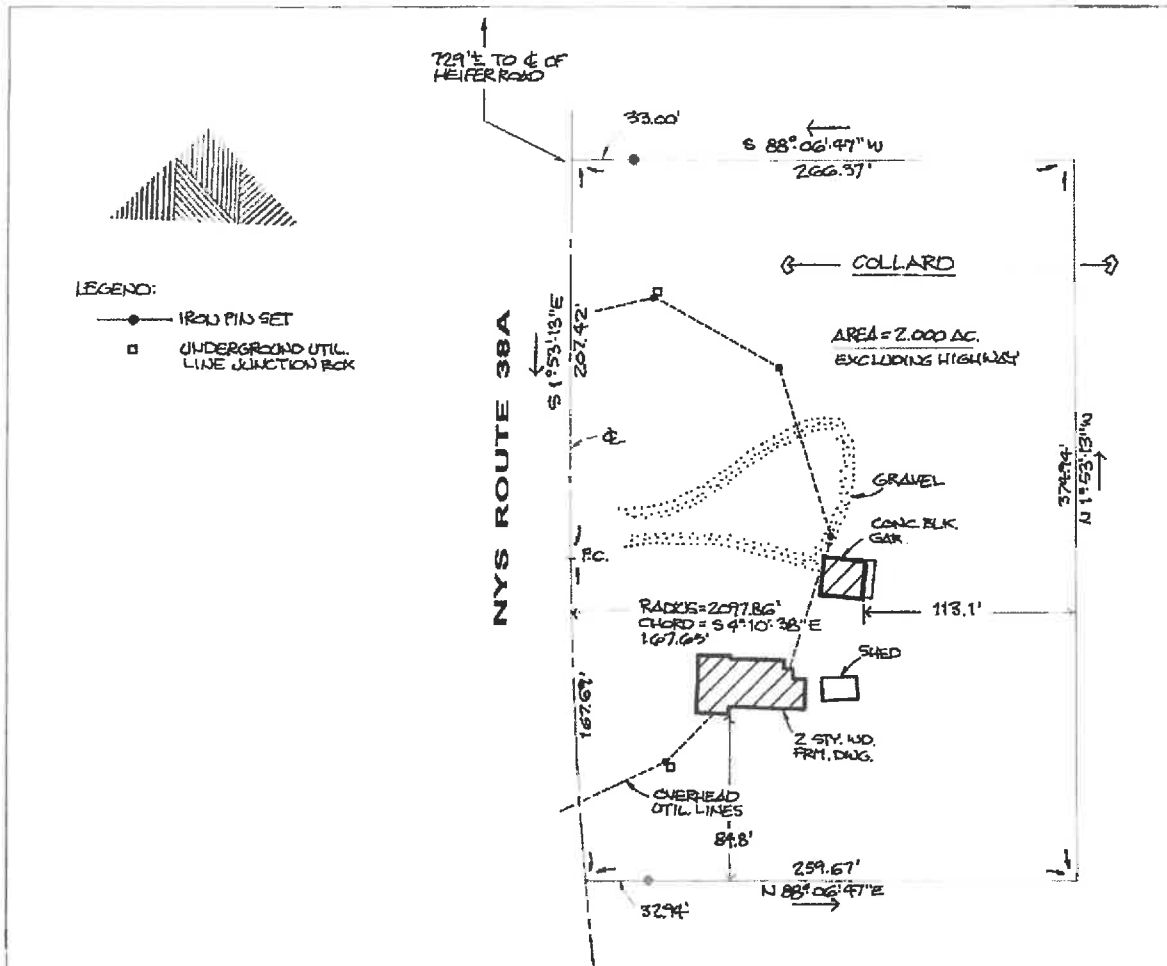 729'± TO ℄ OF
HEIFER ROAD
33.00'
S 88°·06'·47" W
266.37'
COLLARD
LEGEND:
IRON PIN SET
UNDERGROUND UTIL.
LINE JUNCTION BOX
NYS ROUTE 38A
S 1°·53'·13" E
207.42'
AREA = 2.000 AC.
EXCLUDING HIGHWAY
℄
GRAVEL
CONC. BLK.
GAR.
374.94'
N 1°·53'·13" W
P.C.
RADIUS = 2097.86'
CHORD = S 4°·10'·38" E
167.65'
113.1'
SHED
167.69'
2 STY. WD.
FRM. DWG.
OVERHEAD
UTIL. LINES
84.8'
259.67'
N 88°·06'·47" E
32.94'